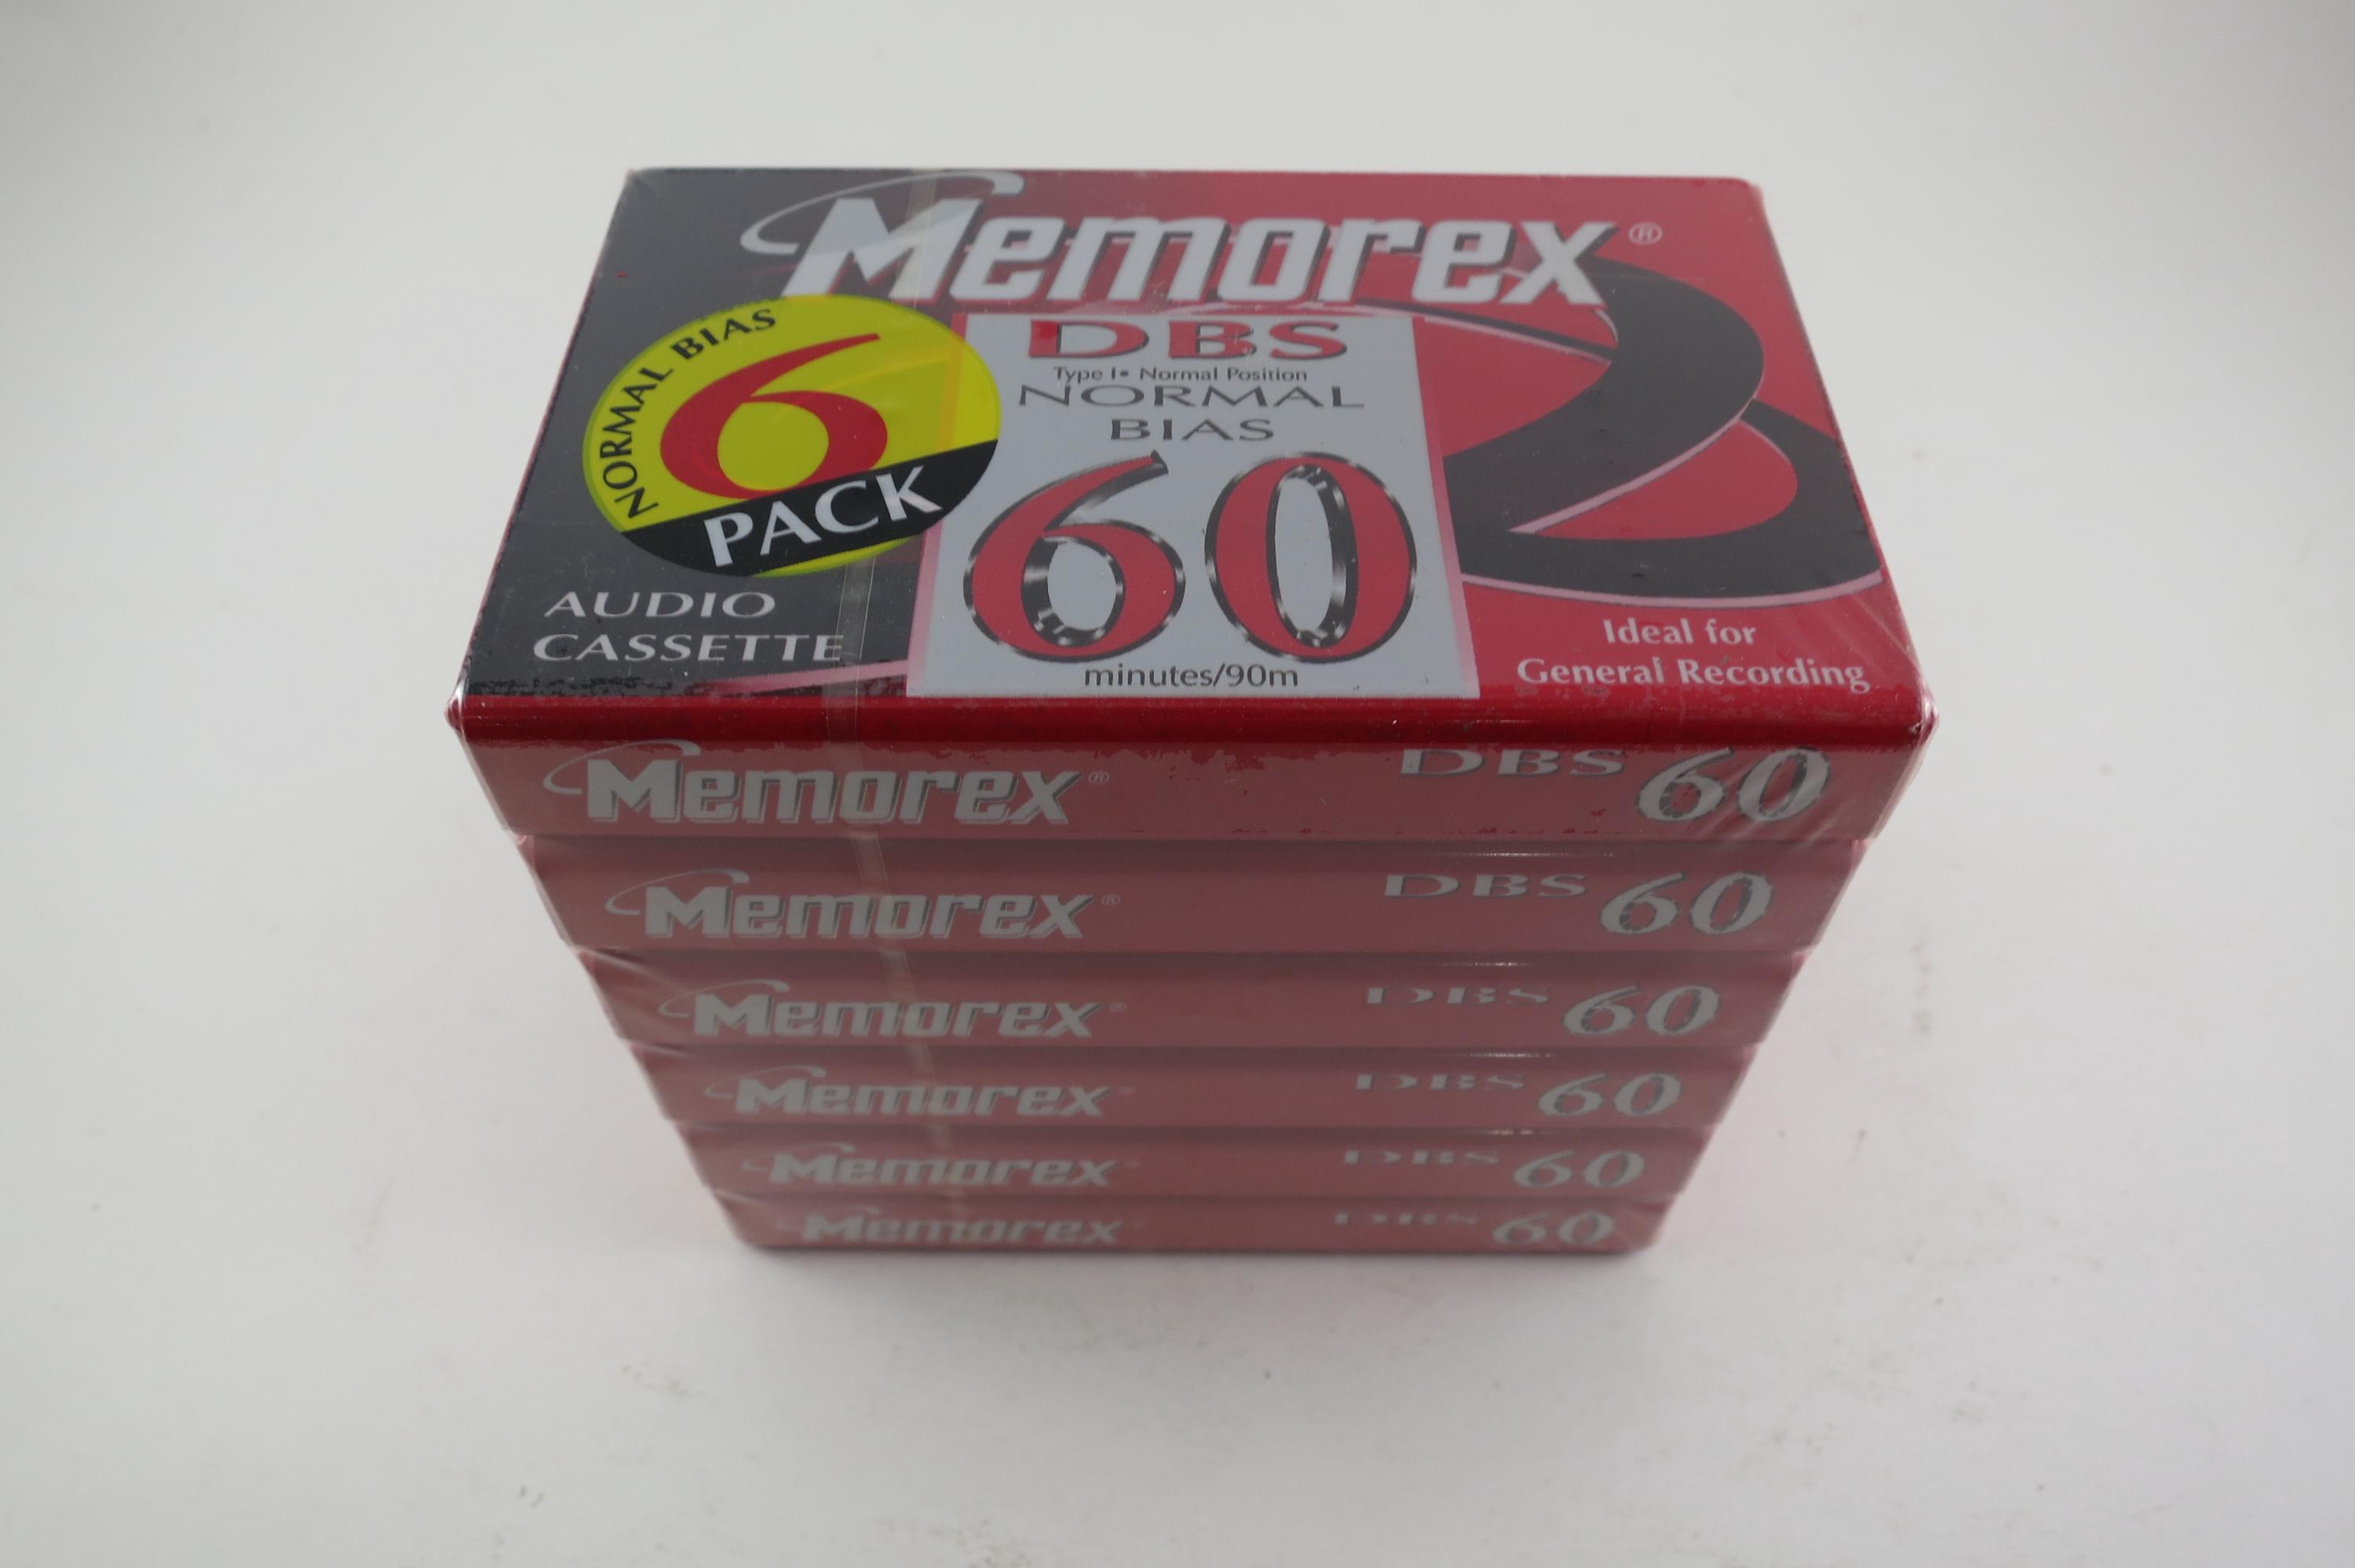 Memorex®
NORMAL BIAS
6
PACK
DBS
Type I• Normal Position
NORMAL
BIAS
60
minutes/90m
AUDIO
CASSETTE
Ideal for
General Recording
Memorex® DBS 60
Memorex® DBS 60
Memorex® DBS 60
Memorex DBS 60
Memorex DBS 60
Memorex DBS 60